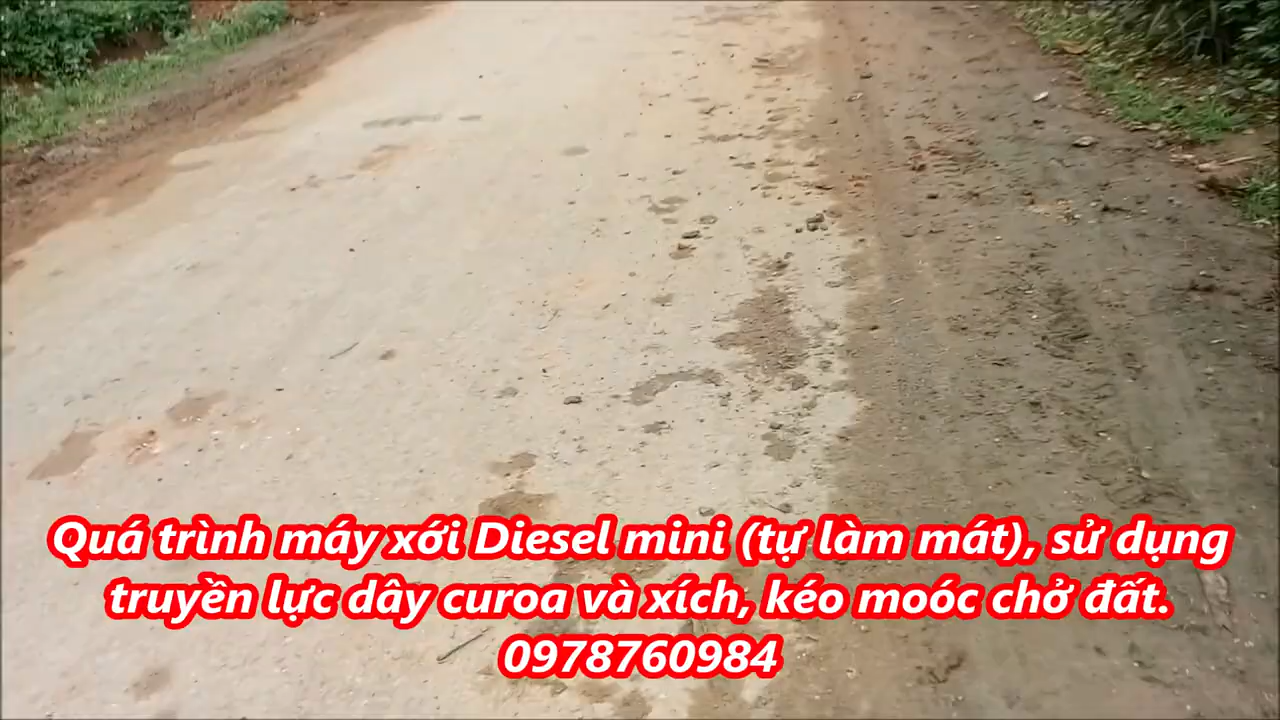 Quá trình máy xới Diesel mini (tự làm mát), sử dụng
truyền lực dây curoa và xích, kéo moóc chở đất.
0978760984